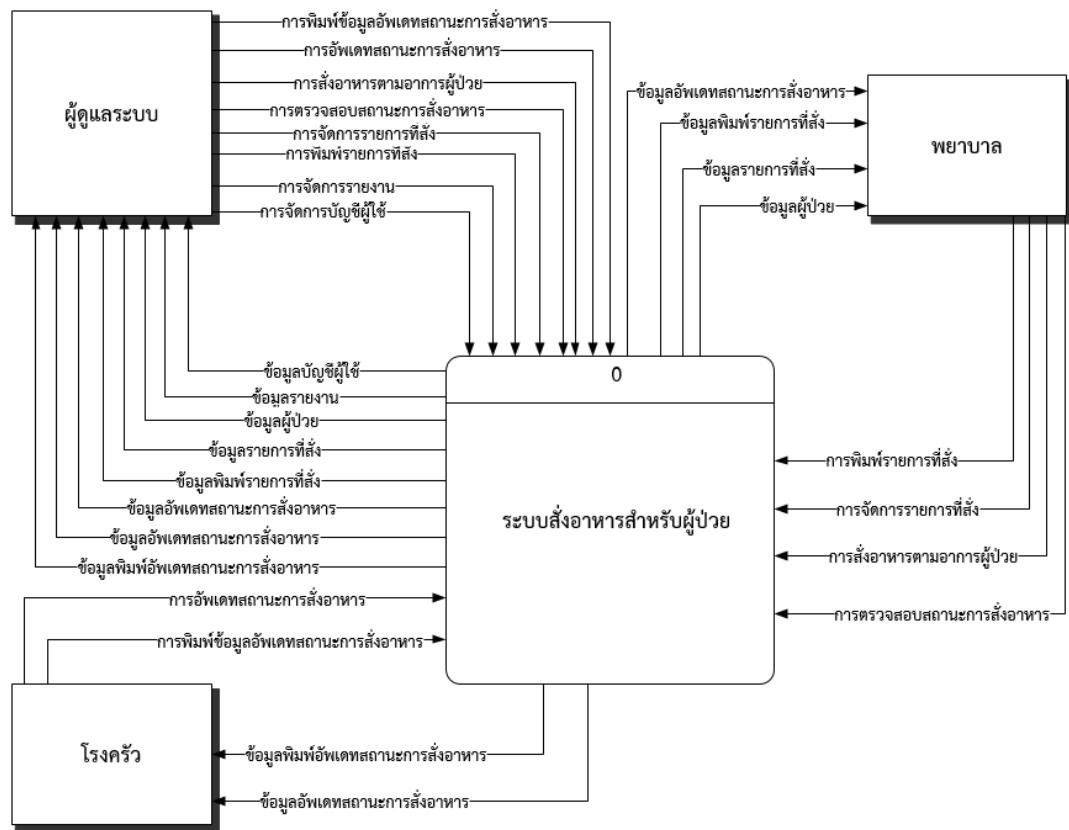 การพิมพ์ข้อมูลอัพเดทสถานะการสั่งอาหาร
การอัพเดทสถานะการสั่งอาหาร
การสั่งอาหารตามอาการผู้ป่วย
การตรวจสอบสถานะการสั่งอาหาร
การจัดการรายการที่สั่ง
การพิมพ์รายการที่สั่ง
การจัดการรายงาน
การจัดการบัญชีผู้ใช้
ผู้ดูแลระบบ
ข้อมูลอัพเดทสถานะการสั่งอาหาร
ข้อมูลพิมพ์รายการที่สั่ง
ข้อมูลรายการที่สั่ง
ข้อมูลผู้ป่วย
พยาบาล
0
ระบบสั่งอาหารสำหรับผู้ป่วย
ข้อมูลบัญชีผู้ใช้
ข้อมูลรายงาน
ข้อมูลผู้ป่วย
ข้อมูลรายการที่สั่ง
ข้อมูลพิมพ์รายการที่สั่ง
ข้อมูลอัพเดทสถานะการสั่งอาหาร
ข้อมูลอัพเดทสถานะการสั่งอาหาร
ข้อมูลพิมพ์อัพเดทสถานะการสั่งอาหาร
การพิมพ์รายการที่สั่ง
การจัดการรายการที่สั่ง
การสั่งอาหารตามอาการผู้ป่วย
การตรวจสอบสถานะการสั่งอาหาร
การอัพเดทสถานะการสั่งอาหาร
การพิมพ์ข้อมูลอัพเดทสถานะการสั่งอาหาร
โรงครัว
ข้อมูลพิมพ์อัพเดทสถานะการสั่งอาหาร
ข้อมูลอัพเดทสถานะการสั่งอาหาร